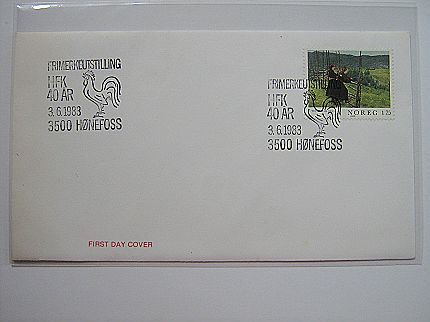 FRIMERKEUTSTILLING
HFK
40 ÅR
3.6.1983
3500 HØNEFOSS
FRIMERKEUTSTILLING
HFK
40 ÅR
3.6.1983
3500 HØNEFOSS
NOREG 1.75
FIRST DAY COVER